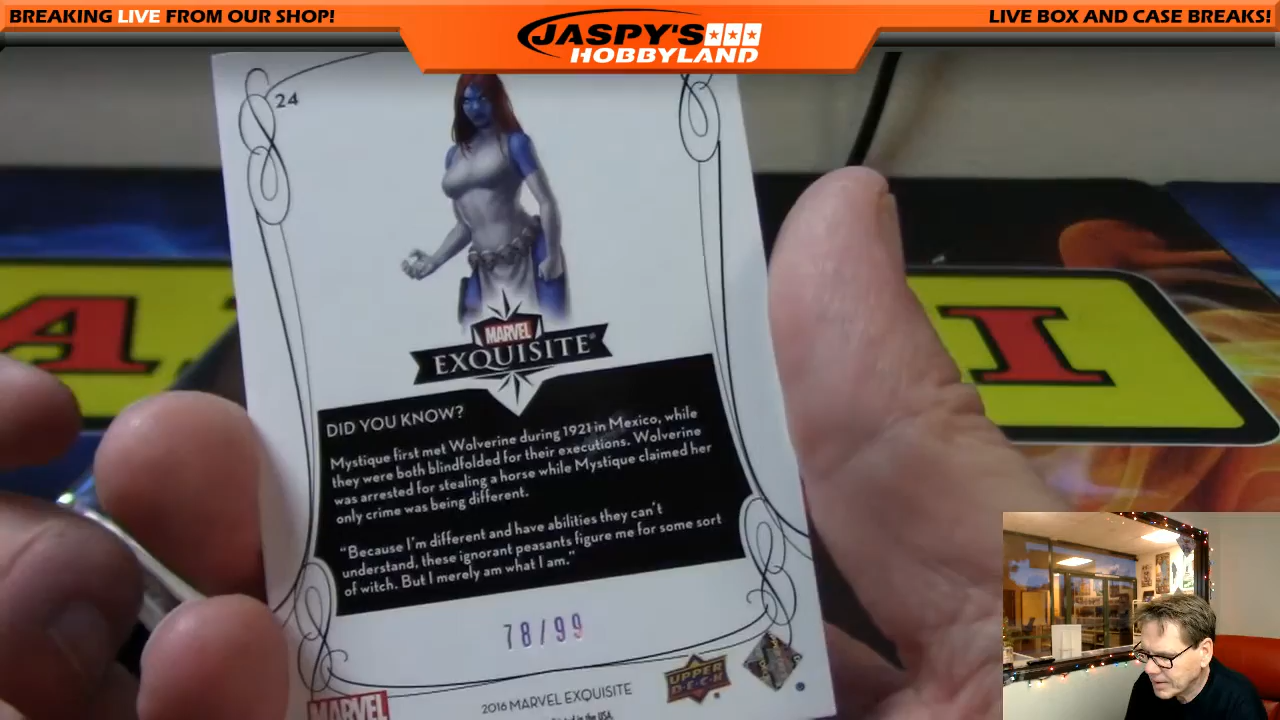 BREAKING LIVE FROM OUR SHOP!
JASPY'S
HOBBYLAND
LIVE BOX AND CASE BREAKS!
24
MARVEL
EXQUISITE
DID YOU KNOW?
Mystique first met Wolverine during 1921 in Mexico, while
they were both blindfolded for their executions. Wolverine
was arrested for stealing a horse while Mystique claimed her
only crime was being different.
"Because I'm different and have abilities they can't
understand, these ignorant peasants figure me for some sort
of witch. But I merely am what I am."
78/99
MARVEL
2016 MARVEL EXQUISITE
in the USA
UPPER
DECK
A
I